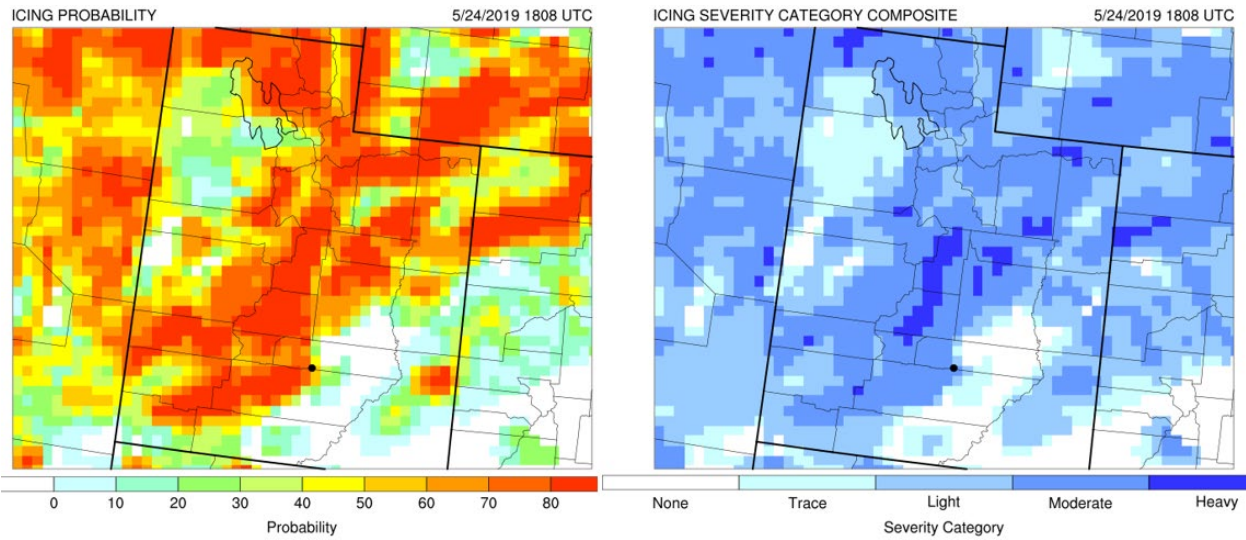 ICING PROBABILITY 5/24/2019 1808 UTC
0 10 20 30 40 50 60 70 80
Probability
ICING SEVERITY CATEGORY COMPOSITE 5/24/2019 1808 UTC
None Trace Light Moderate Heavy
Severity Category